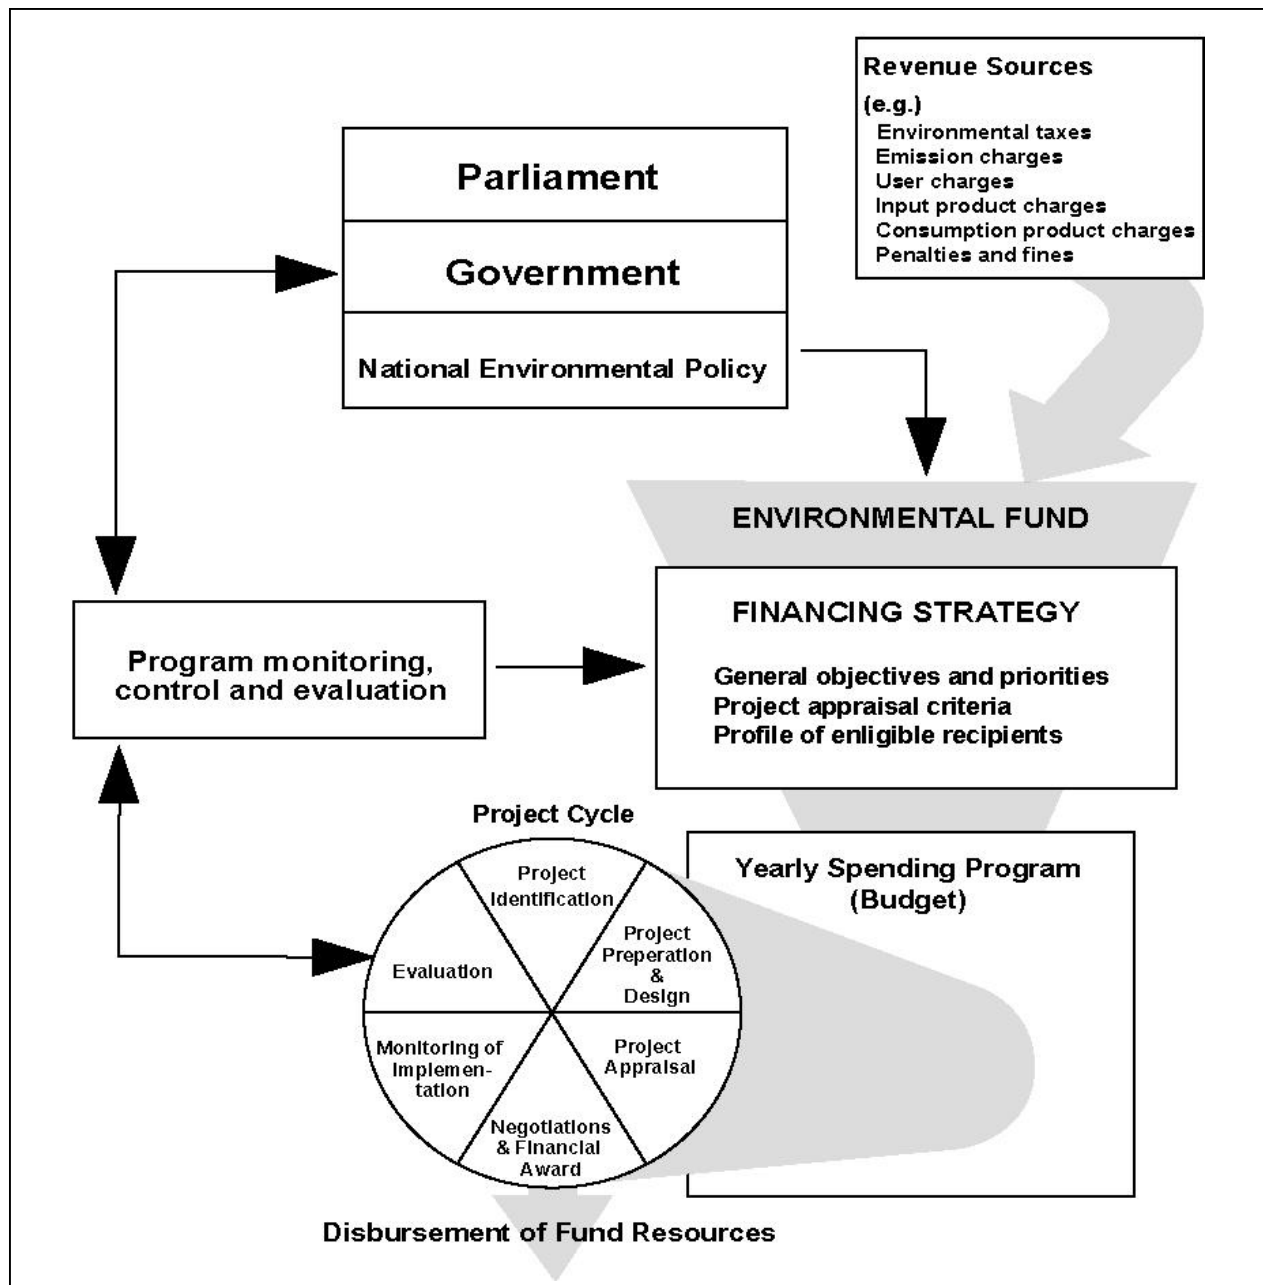 Revenue Sources
(e.g.)
Environmental taxes
Emission charges
User charges
Input product charges
Consumption product charges
Penalties and fines
Parliament
Government
National Environmental Policy
ENVIRONMENTAL FUND
FINANCING STRATEGY
General objectives and priorities
Project appraisal criteria
Profile of enligible recipients
Program monitoring,
control and evaluation
Project Cycle
Project
Identification
Project
Preperation
&
Design
Project
Appraisal
Negotiations
& Financial
Award
Monitoring of
Implemen-
tation
Evaluation
Yearly Spending Program
(Budget)
Disbursement of Fund Resources